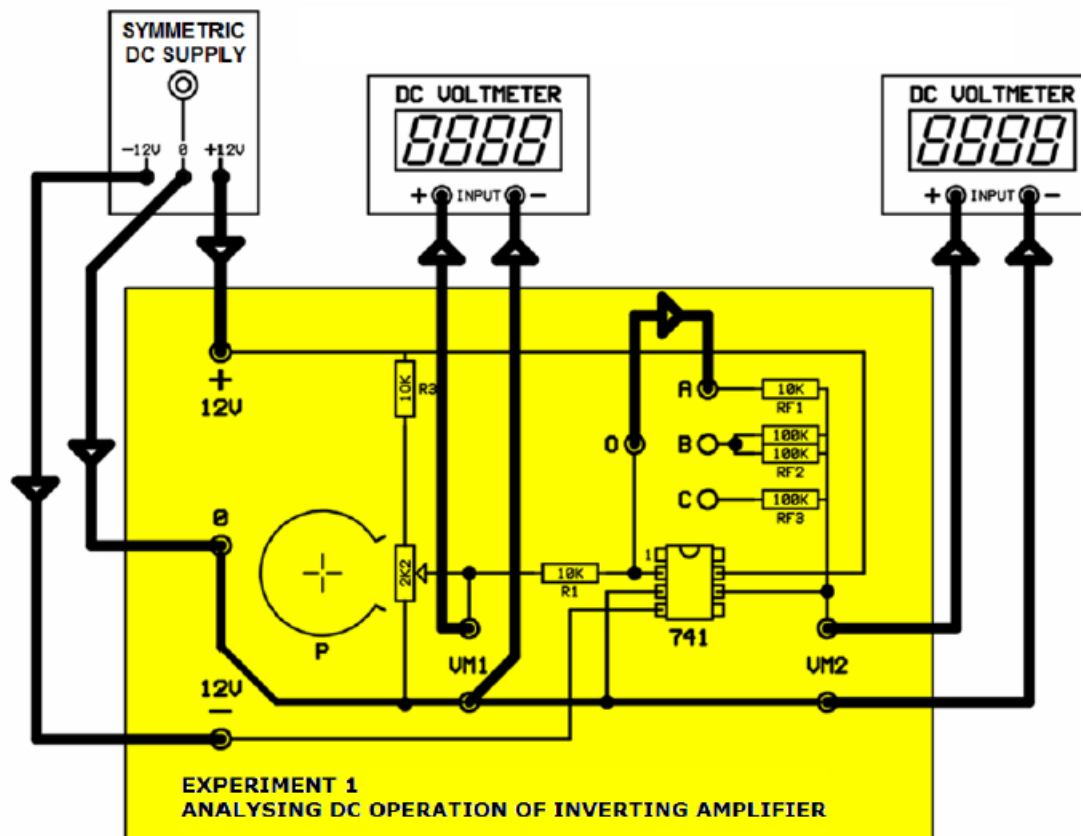 SYMMETRIC
DC SUPPLY
-12V 0 +12V
DC VOLTMETER
8888
+ INPUT -
DC VOLTMETER
8888
+ INPUT -
+
12V
10K
R3
A
10K
RF1
O
B
100K
100K
RF2
C
100K
RF3
0
2K2
P
10K
R1
1
741
VM1
VM2
12V
-
EXPERIMENT 1
ANALYSING DC OPERATION OF INVERTING AMPLIFIER